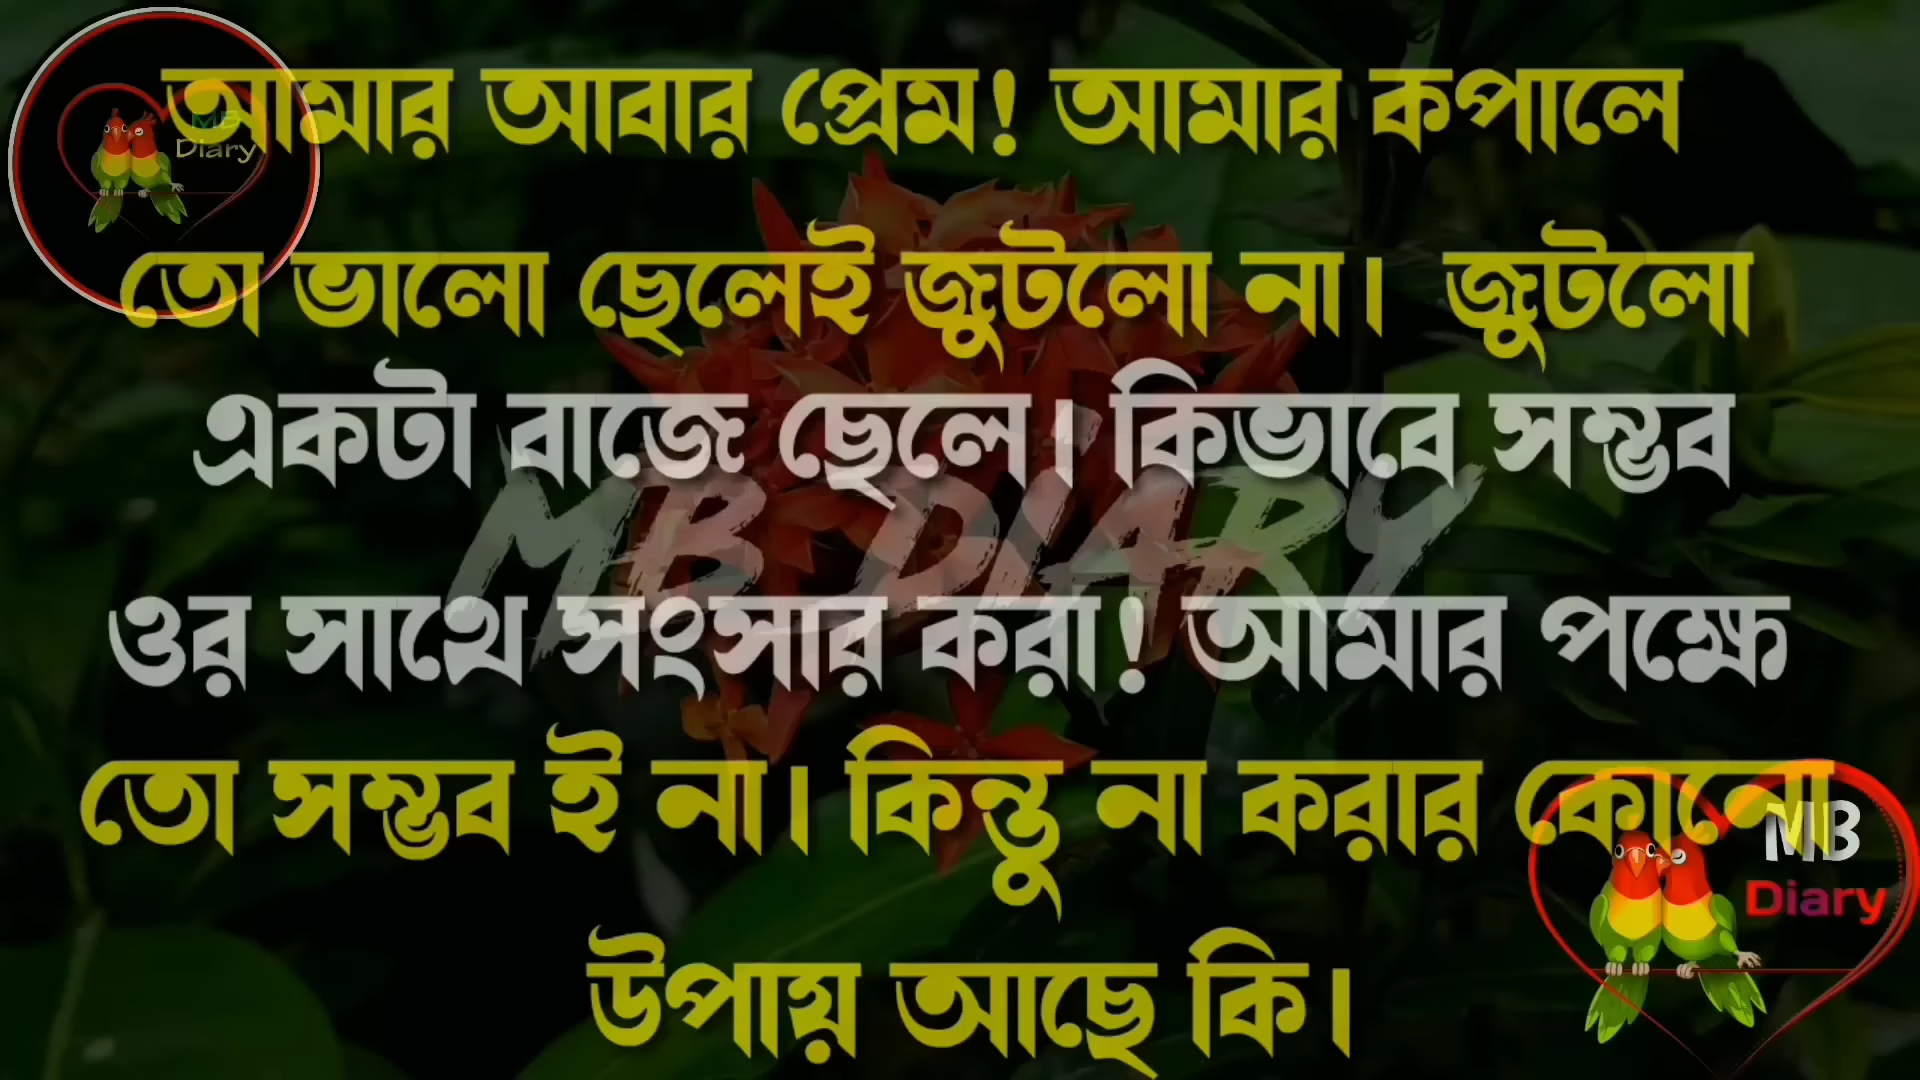 আমার আবার প্রেম! আমার কপালে
তো ভালো ছেলেই জুটলো না। জুটলো
একটা বাজে ছেলে। কিভাবে সম্ভব
ওর সাথে সংসার করা! আমার পক্ষে
তো সম্ভব ই না। কিন্তু না করার কোনো
উপায় আছে কি।
MB
Diary
MB DIARY
MB
Diary